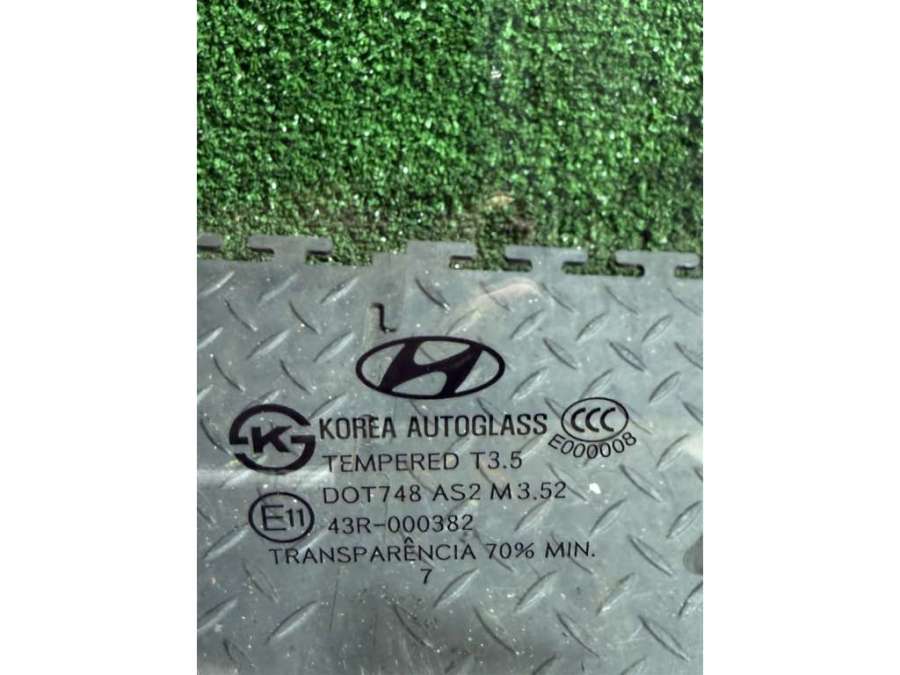 KOREA AUTOGLASS
CCC
E000008
K
TEMPERED T3.5
DOT748 AS2 M3.52
E11
43R-000382
TRANSPARÊNCIA 70% MIN.
7